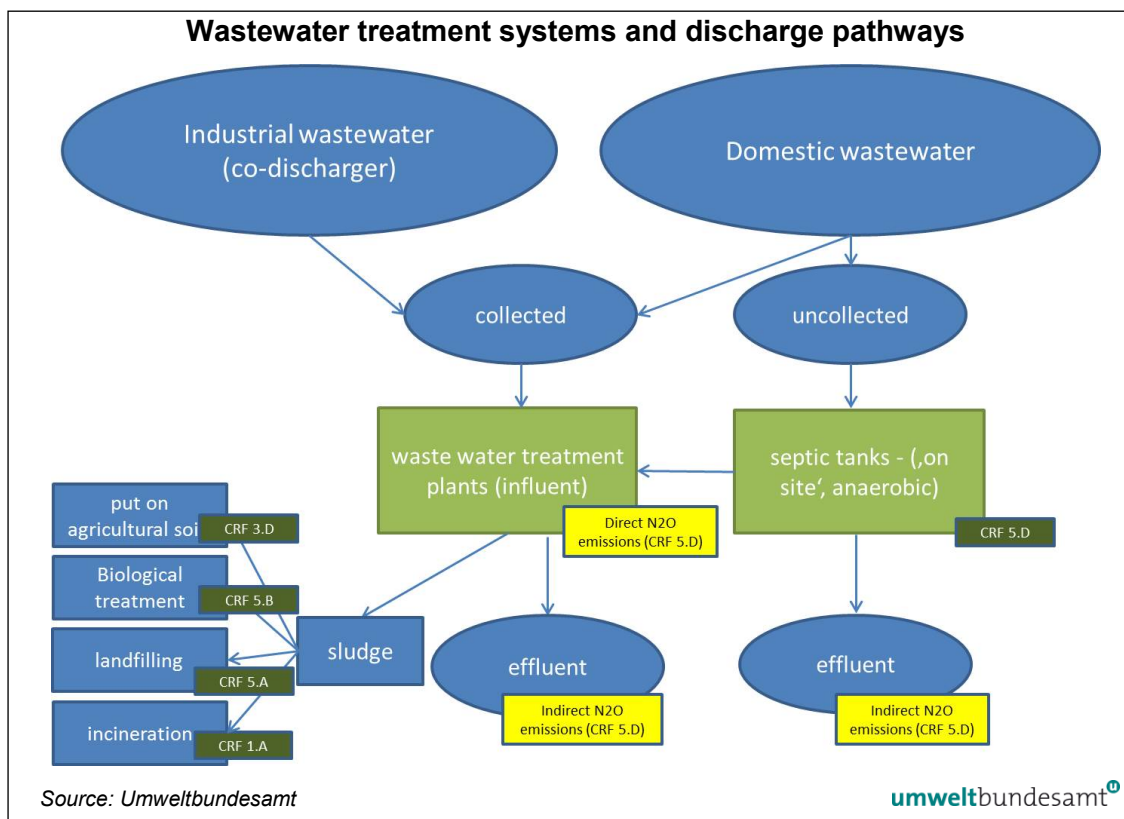 Wastewater treatment systems and discharge pathways
Industrial wastewater
(co-discharger)
Domestic wastewater
collected
uncollected
waste water treatment
plants (influent)
Direct N2O
emissions (CRF 5.D)
septic tanks - (‚on
site‘, anaerobic)
CRF 5.D
put on
agricultural soi
CRF 3.D
Biological
treatment
CRF 5.B
landfilling
CRF 5.A
incineration
CRF 1.A
sludge
effluent
Indirect N2O
emissions (CRF 5.D)
effluent
Indirect N2O
emissions (CRF 5.D)
Source: Umweltbundesamt
umweltbundesamt u